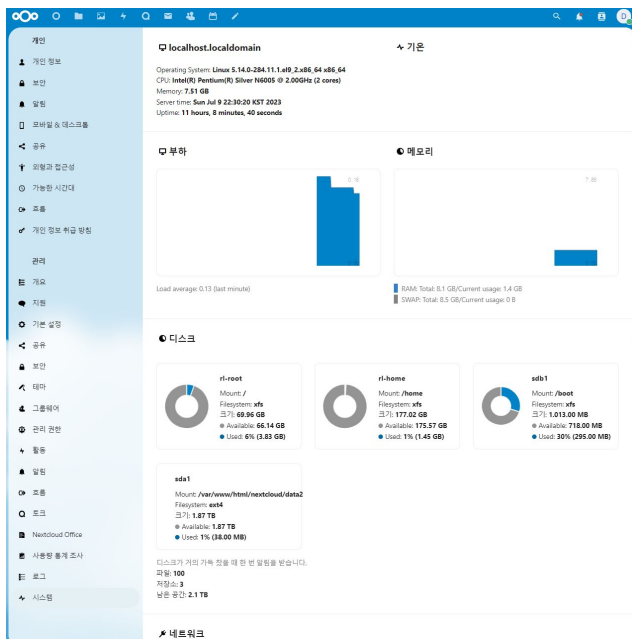 D
개인
개인 정보
보안
알림
모바일 & 데스크톱
공유
외형과 접근성
가능한 시간대
흐름
개인 정보 취급 방침
관리
개요
지원
기본 설정
공유
보안
테마
그룹웨어
관리 권한
활동
알림
흐름
토크
Nextcloud Office
사용량 통계 조사
로그
시스템
localhost.localdomain
Operating System: Linux 5.14.0-284.11.1.el9_2.x86_64 x86_64
CPU: Intel(R) Pentium(R) Silver N6005 @ 2.00GHz (2 cores)
Memory: 7.51 GB
Server time: Sun Jul 9 22:30:20 KST 2023
Uptime: 11 hours, 8 minutes, 40 seconds
기온
부하
Load average: 0.13 (last minute)
메모리
RAM: Total: 8.1 GB/Current usage: 1.4 GB
SWAP: Total: 8.5 GB/Current usage: 0 B
디스크
rl-root
Mount: /
Filesystem: xfs
크기: 69.96 GB
Available: 66.14 GB
Used: 6% (3.83 GB)
rl-home
Mount: /home
Filesystem: xfs
크기: 177.02 GB
Available: 175.57 GB
Used: 1% (1.45 GB)
sdb1
Mount: /boot
Filesystem: xfs
크기: 1,013.00 MB
Available: 718.00 MB
Used: 30% (295.00 MB)
sda1
Mount: /var/www/html/nextcloud/data2
Filesystem: ext4
크기: 1.87 TB
Available: 1.87 TB
Used: 1% (38.00 MB)
디스크가 거의 가득 찼을 때 한 번 알림을 받습니다.
파일: 100
저장소: 3
남은 공간: 2.1 TB
네트워크